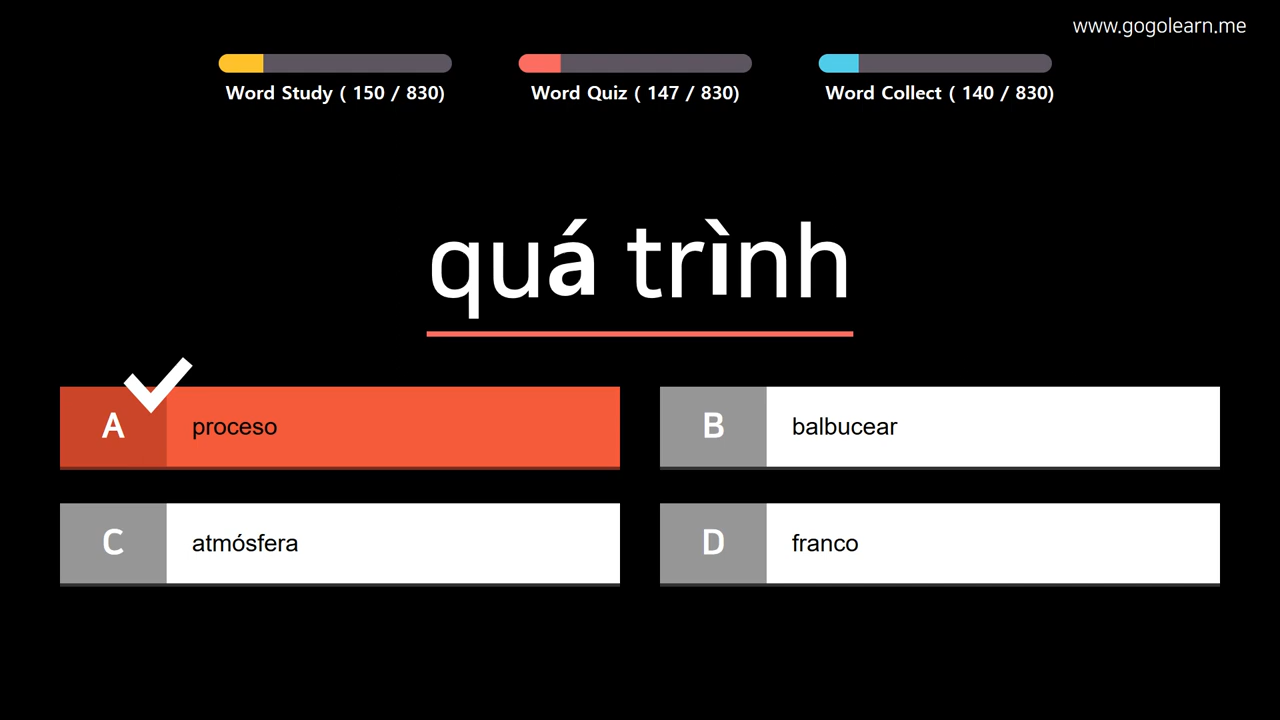 www.gogolearn.me
Word Study ( 150 / 830)
Word Quiz ( 147 / 830)
Word Collect ( 140 / 830)
quá trình
A proceso
B balbucear
C atmósfera
D franco